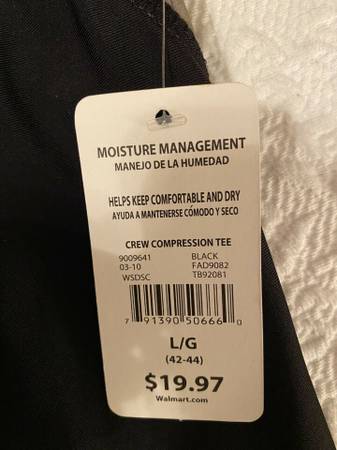 MOISTURE MANAGEMENT
MANEJO DE LA HUMEDAD
HELPS KEEP COMFORTABLE AND DRY
AYUDA A MANTENERSE CÓMODO Y SECO
CREW COMPRESSION TEE
9009641 BLACK
03-10 FAD9082
WSDSC TB92081
7 91390 50666 0
L/G
(42-44)
$19.97
Walmart.com